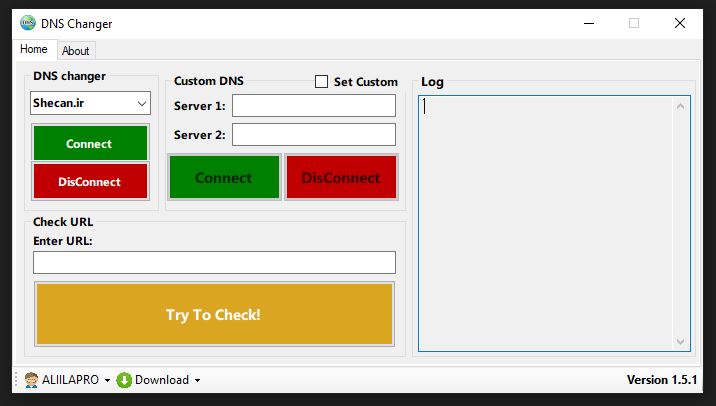 DNS Changer
Home About
DNS changer
Shecan.ir
Connect
DisConnect
Custom DNS
Set Custom
Server 1:
Server 2:
Connect DisConnect
Check URL
Enter URL:
Try To Check!
Log
ALIILAPRO Download Version 1.5.1